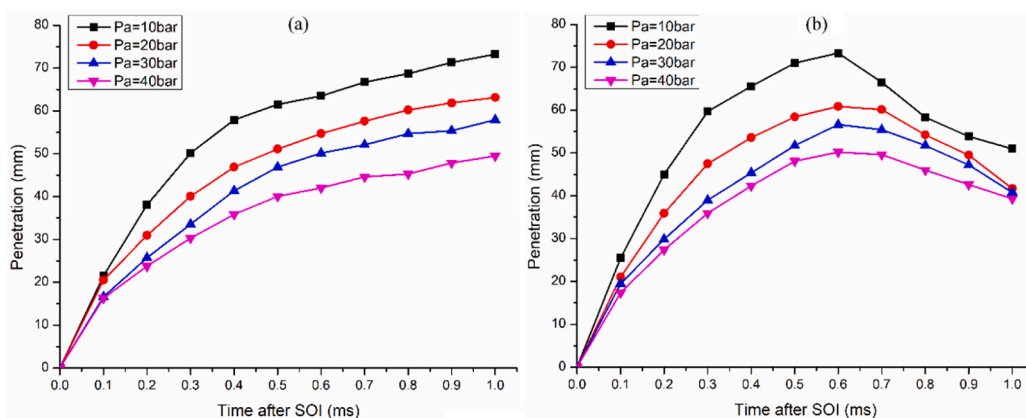 (a)
Pa=10bar
Pa=20bar
Pa=30bar
Pa=40bar
80
70
60
50
40
30
20
10
0
Penetration (mm)
0.0 0.1 0.2 0.3 0.4 0.5 0.6 0.7 0.8 0.9 1.0
Time after SOI (ms)
(b)
Pa=10bar
Pa=20bar
Pa=30bar
Pa=40bar
80
70
60
50
40
30
20
10
0
Penetration (mm)
0.0 0.1 0.2 0.3 0.4 0.5 0.6 0.7 0.8 0.9 1.0
Time after SOI (ms)